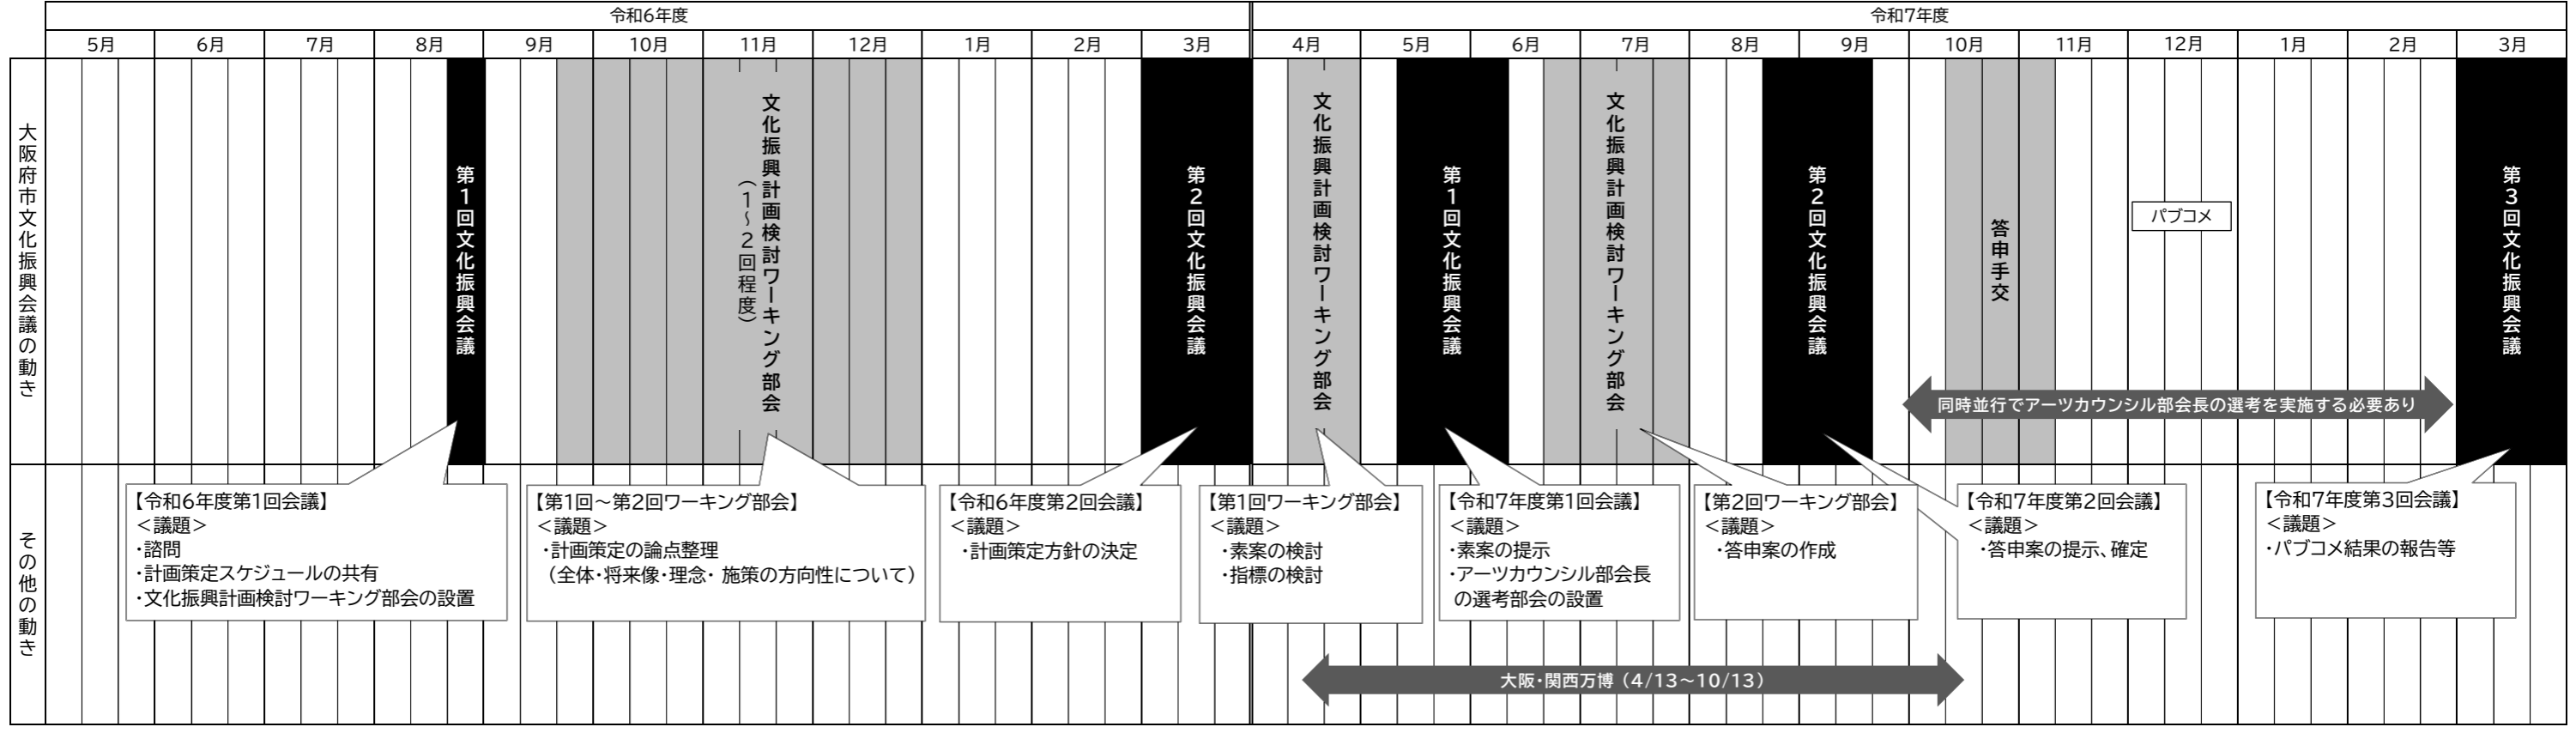 令和6年度
令和7年度
5月
6月
7月
8月
9月
10月
11月
12月
1月
2月
3月
4月
5月
6月
7月
8月
9月
10月
11月
12月
1月
2月
3月
大阪府市文化振興会議の動き
第1回文化振興会議
文化振興計画検討ワーキング部会
(1~2回程度)
第2回文化振興会議
文化振興計画検討ワーキング部会
第1回文化振興会議
文化振興計画検討ワーキング部会
第2回文化振興会議
答申手交
パブコメ
第3回文化振興会議
同時並行でアーツカウンシル部会長の選考を実施する必要あり
その他の動き
【令和6年度第1回会議】
<議題>
・諮問
・計画策定スケジュールの共有
・文化振興計画検討ワーキング部会の設置
【第1回~第2回ワーキング部会】
<議題>
・計画策定の論点整理
(全体・将来像・理念・ 施策の方向性について)
【令和6年度第2回会議】
<議題>
・計画策定方針の決定
【第1回ワーキング部会】
<議題>
・素案の検討
・指標の検討
【令和7年度第1回会議】
<議題>
・素案の提示
・アーツカウンシル部会長
の選考部会の設置
【第2回ワーキング部会】
<議題>
・答申案の作成
【令和7年度第2回会議】
<議題>
・答申案の提示、確定
【令和7年度第3回会議】
<議題>
・パブコメ結果の報告等
大阪・関西万博(4/13~10/13)